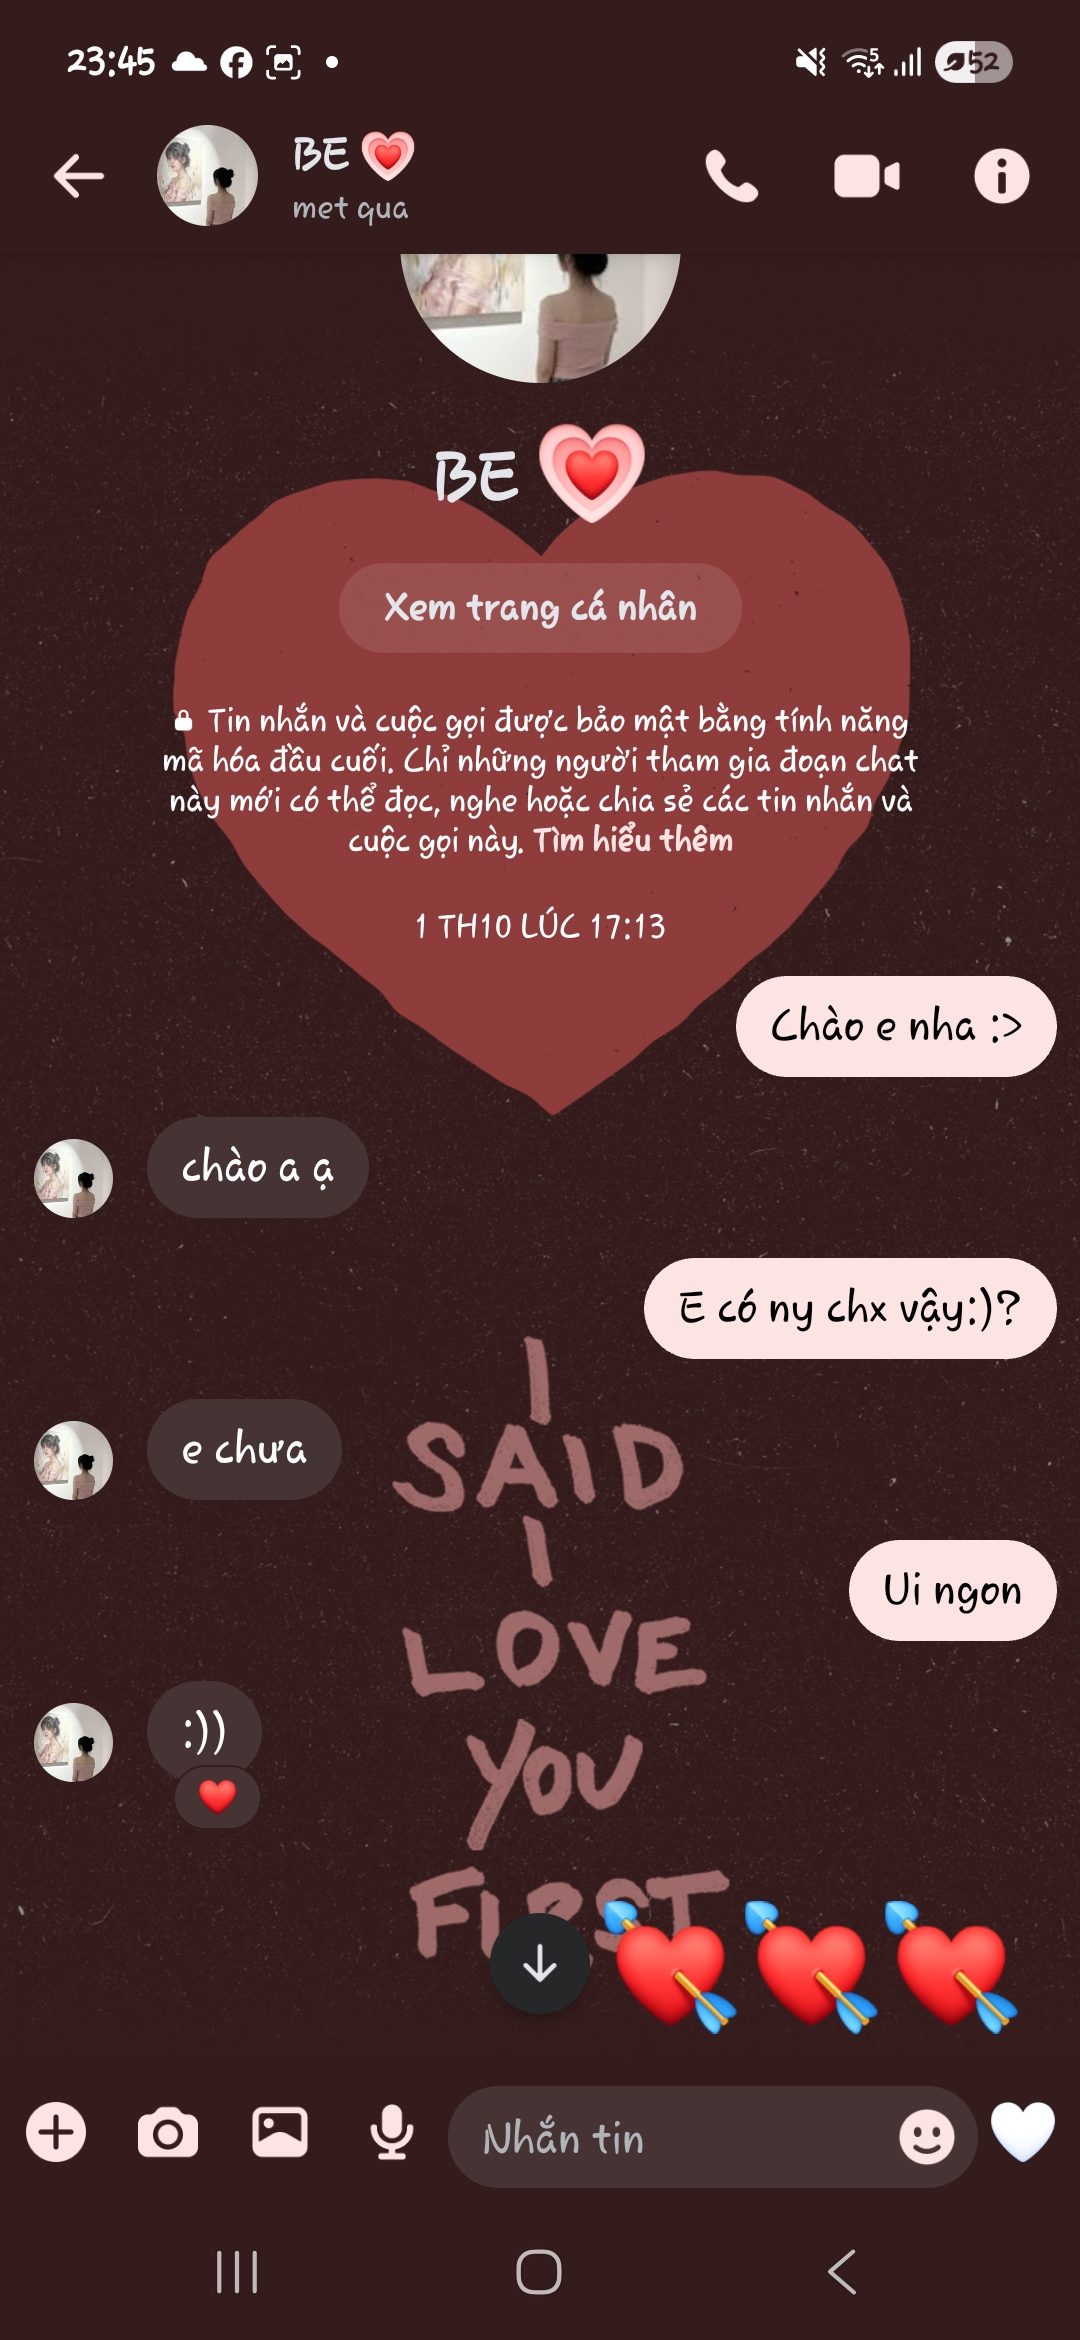 23:45
52
BE
met qua
BE
Xem trang cá nhân
Tin nhắn và cuộc gọi được bảo mật bằng tính năng
mã hóa đầu cuối. Chỉ những người tham gia đoạn chat
này mới có thể đọc, nghe hoặc chia sẻ các tin nhắn và
cuộc gọi này. Tìm hiểu thêm
1 TH10 LÚC 17:13
Chào e nha :>
chào a ạ
E có ny chx vậy:)?
e chưa
Ui ngon
:))
I
SAID
I
LOVE
YOU
FIRST
Nhắn tin